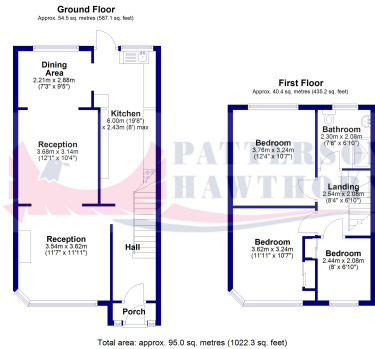 Ground Floor
Approx. 54.5 sq. metres (587.1 sq. feet)
Dining
Area
2.21m x 2.88m
(7'3" x 9'5")
Kitchen
6.00m (19'8")
x 2.43m (8') max
Reception
3.68m x 3.14m
(12'1" x 10'4")
Reception
3.54m x 3.62m
(11'7" x 11'11")
Hall
Porch
First Floor
Approx. 40.4 sq. metres (435.2 sq. feet)
Bedroom
3.76m x 3.24m
(12'4" x 10'7")
Bathroom
2.30m x 2.08m
(7'6" x 6'10")
Landing
2.54m x 2.08m
(8'4" x 6'10")
Bedroom
3.62m x 3.24m
(11'11" x 10'7")
Bedroom
2.44m x 2.08m
(8' x 6'10")
PATTERSON
HAWTHORN
Total area: approx. 95.0 sq. metres (1022.3 sq. feet)